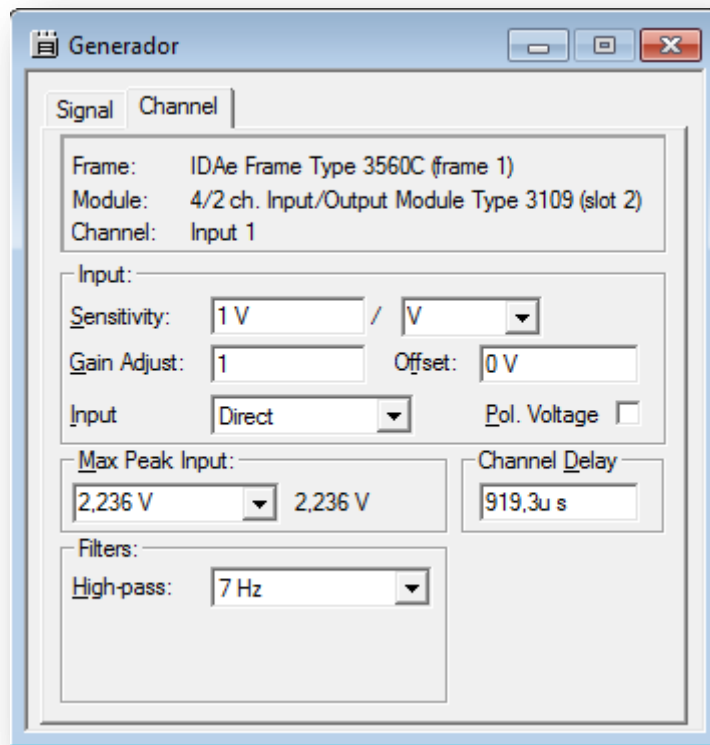 Generador
Signal Channel
Frame: IDAe Frame Type 3560C (frame 1)
Module: 4/2 ch. Input/Output Module Type 3109 (slot 2)
Channel: Input 1
Input:
Sensitivity: 1 V / V
Gain Adjust: 1 Offset: 0 V
Input Direct Pol. Voltage
Max Peak Input: Channel Delay
2,236 V 2,236 V 919,3u s
Filters:
High-pass: 7 Hz